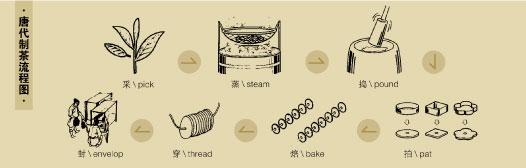 ·唐代制茶流程图·
采 \ pick
蒸 \ steam
捣 \ pound
封 \ envelop
穿 \ thread
焙 \ bake
拍 \ pat